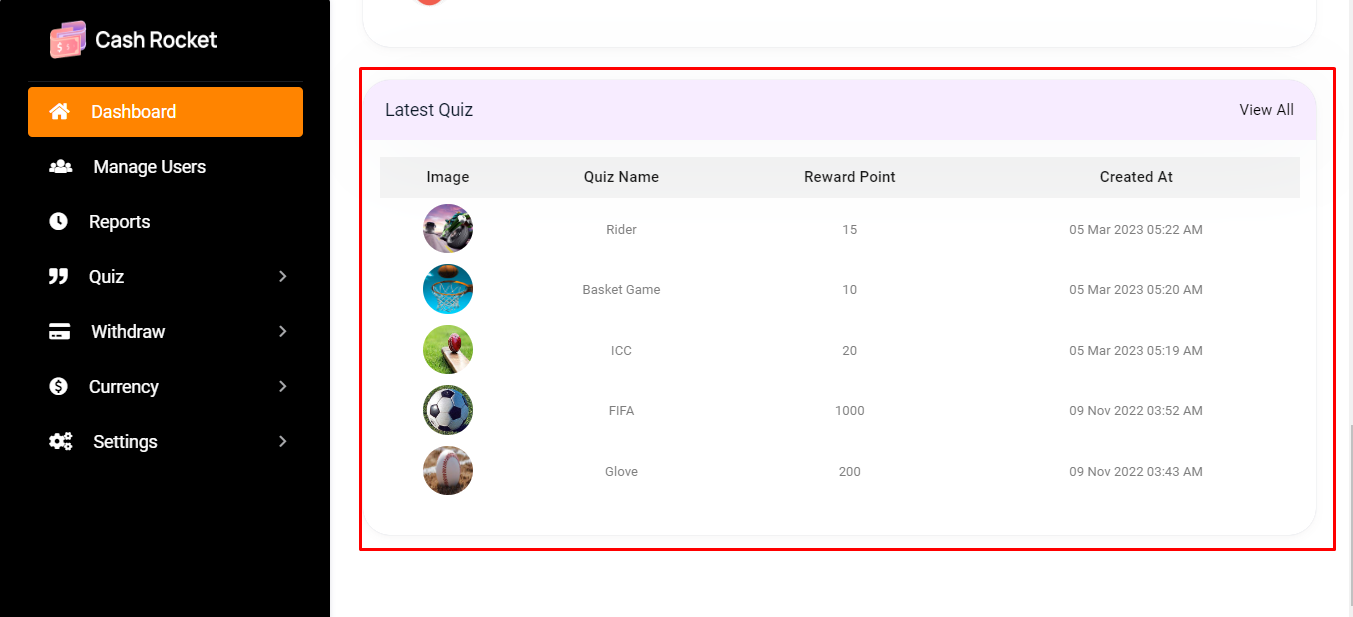 Cash Rocket
Dashboard
Manage Users
Reports
Quiz
Withdraw
Currency
Settings
Latest Quiz View All
Image Quiz Name Reward Point Created At
Rider 15 05 Mar 2023 05:22 AM
Basket Game 10 05 Mar 2023 05:20 AM
ICC 20 05 Mar 2023 05:19 AM
FIFA 1000 09 Nov 2022 03:52 AM
Glove 200 09 Nov 2022 03:43 AM